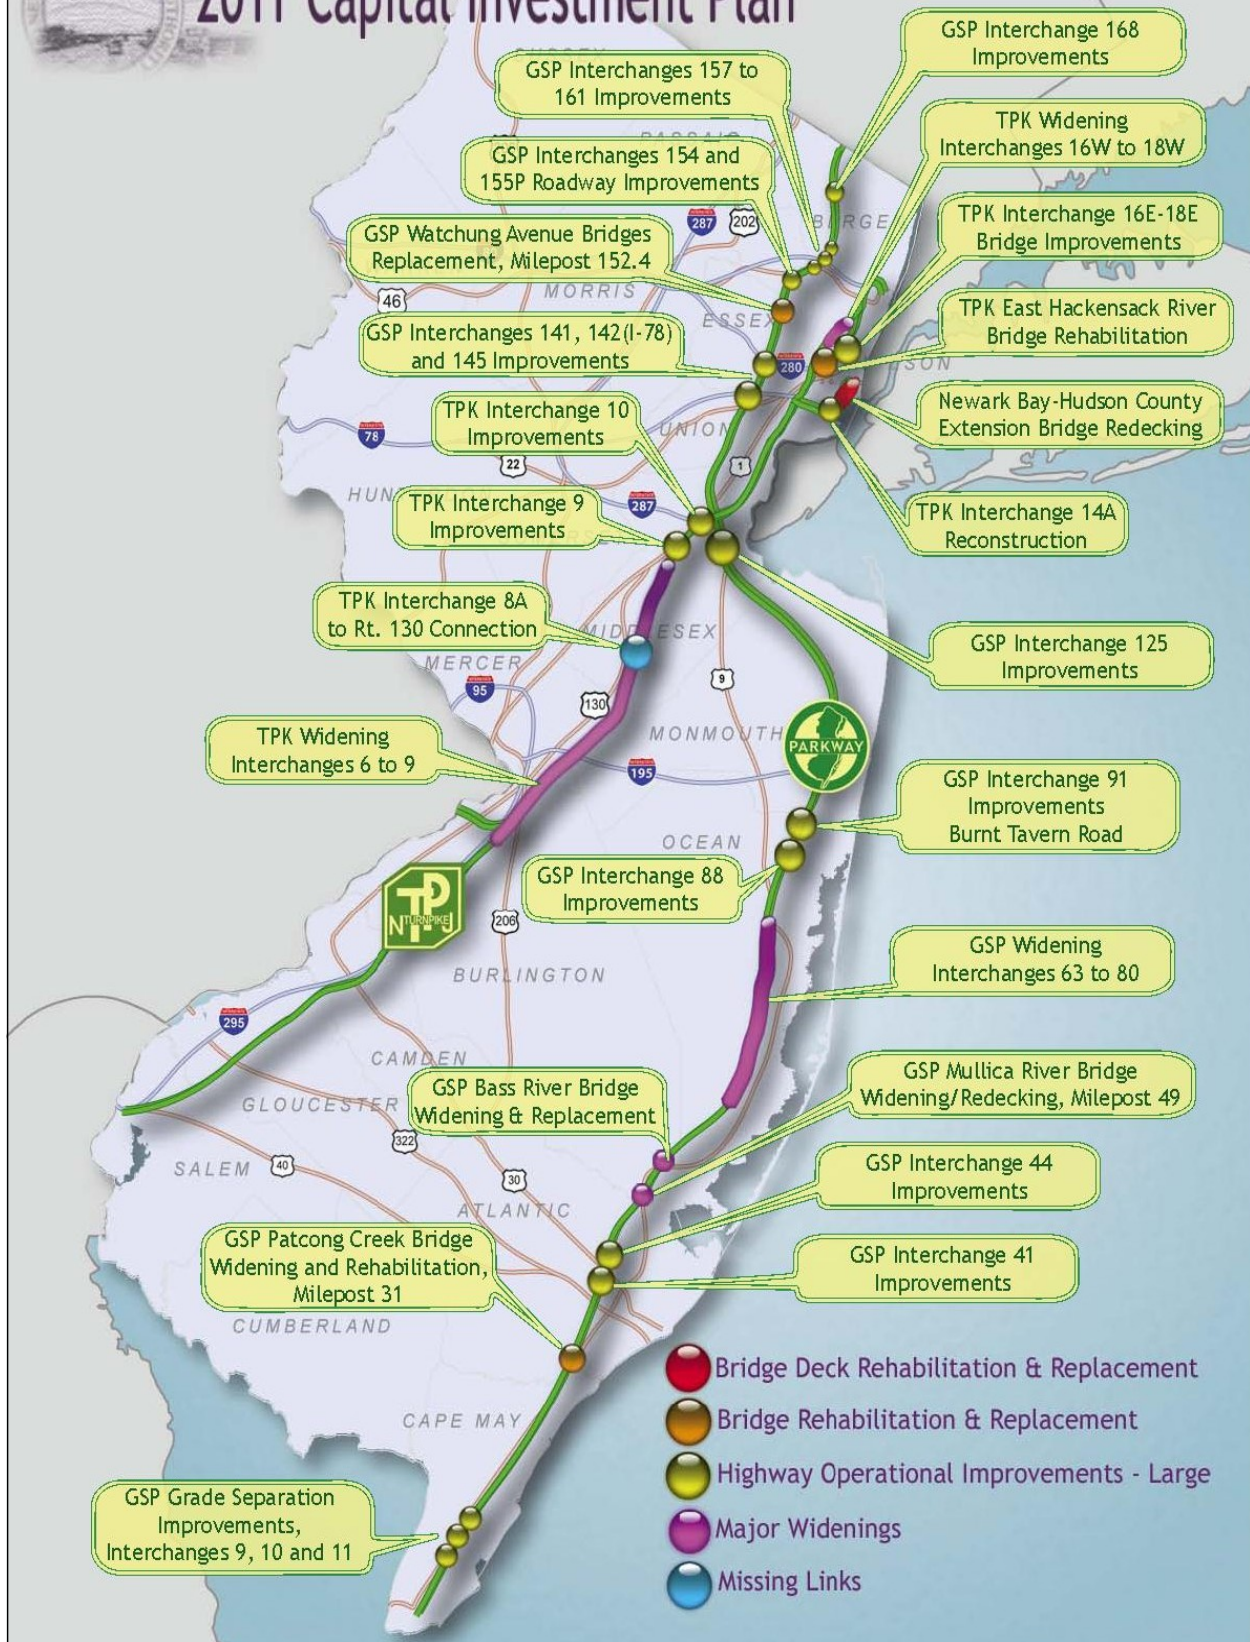 2011 Capital Investment Plan
GSP Interchange 168
Improvements
GSP Interchanges 157 to
161 Improvements
TPK Widening
Interchanges 16W to 18W
GSP Interchanges 154 and
155P Roadway Improvements
TPK Interchange 16E-18E
Bridge Improvements
GSP Watchung Avenue Bridges
Replacement, Milepost 152.4
TPK East Hackensack River
Bridge Rehabilitation
GSP Interchanges 141, 142(I-78)
and 145 Improvements
Newark Bay-Hudson County
Extension Bridge Redecking
TPK Interchange 10
Improvements
TPK Interchange 9
Improvements
TPK Interchange 14A
Reconstruction
TPK Interchange 8A
to Rt. 130 Connection
GSP Interchange 125
Improvements
TPK Widening
Interchanges 6 to 9
GSP Interchange 91
Improvements
Burnt Tavern Road
GSP Interchange 88
Improvements
GSP Widening
Interchanges 63 to 80
GSP Bass River Bridge
Widening & Replacement
GSP Mullica River Bridge
Widening/Redecking, Milepost 49
GSP Interchange 44
Improvements
GSP Patcong Creek Bridge
Widening and Rehabilitation,
Milepost 31
GSP Interchange 41
Improvements
GSP Grade Separation
Improvements,
Interchanges 9, 10 and 11
SUSSEX
PASSAIC
287
202
46
MORRIS
ESSEX
280
78
22
UNION
1
287
MIDDLESEX
MERCER
95
130
9
MONMOUTH
PARKWAY
195
OCEAN
TP
N TURNPIKE J
206
BURLINGTON
295
CAMDEN
GLOUCESTER
322
SALEM
40
30
ATLANTIC
CUMBERLAND
CAPE MAY
Bridge Deck Rehabilitation & Replacement
Bridge Rehabilitation & Replacement
Highway Operational Improvements - Large
Major Widenings
Missing Links